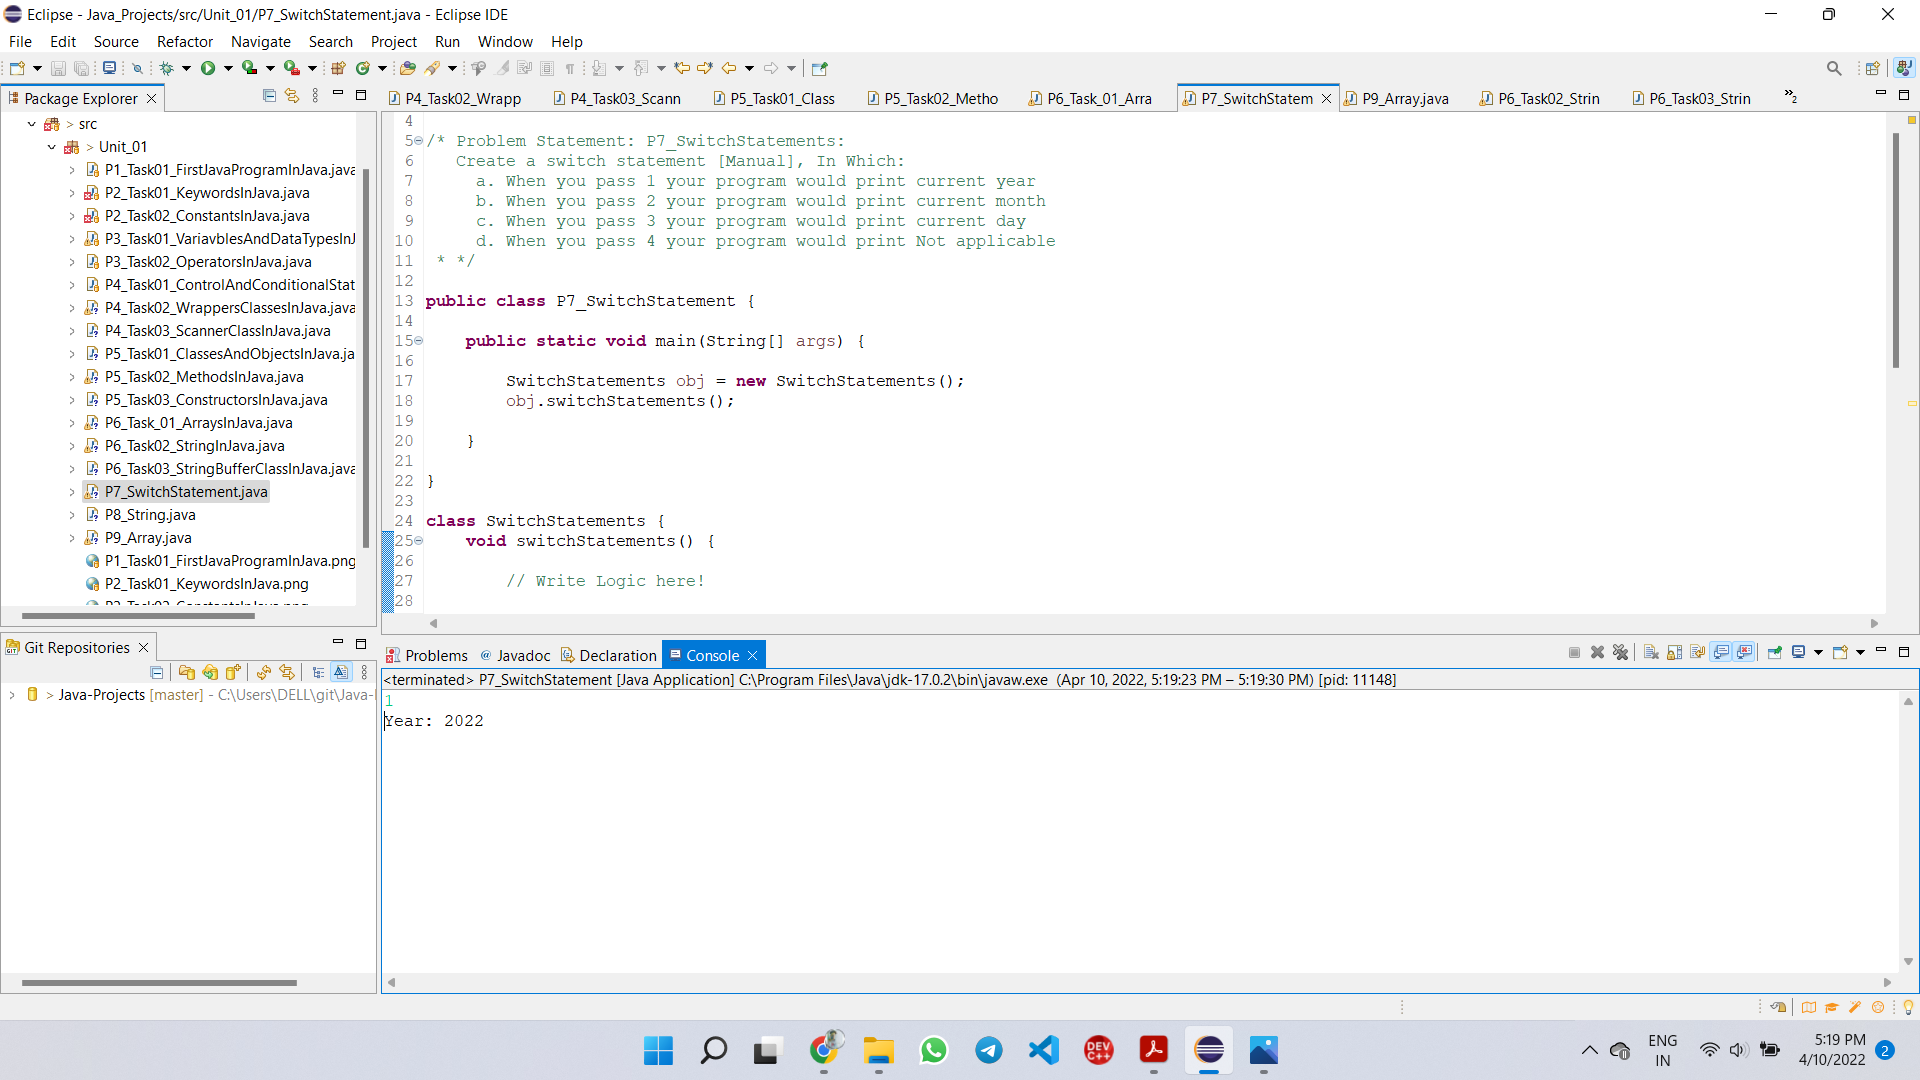 Eclipse - Java_Projects/src/Unit_01/P7_SwitchStatement.java - Eclipse IDE
File Edit Source Refactor Navigate Search Project Run Window Help
Package Explorer
> src
> Unit_01
P1_Task01_FirstJavaProgramInJava.java
P2_Task01_KeywordsInJava.java
P2_Task02_ConstantsInJava.java
P3_Task01_VariavblesAndDataTypesInJ
P3_Task02_OperatorsInJava.java
P4_Task01_ControlAndConditionalStat
P4_Task02_WrappersClassesInJava.java
P4_Task03_ScannerClassInJava.java
P5_Task01_ClassesAndObjectsInJava.ja
P5_Task02_MethodsInJava.java
P5_Task03_ConstructorsInJava.java
P6_Task_01_ArraysInJava.java
P6_Task02_StringInJava.java
P6_Task03_StringBufferClassInJava.java
P7_SwitchStatement.java
P8_String.java
P9_Array.java
P1_Task01_FirstJavaProgramInJava.png
P2_Task01_KeywordsInJava.png
Git Repositories
> Java-Projects [master] - C:\Users\DELL\git\Java-
P4_Task02_Wrapp P4_Task03_Scann P5_Task01_Class P5_Task02_Metho P6_Task_01_Arra P7_SwitchStatem P9_Array.java P6_Task02_Strin P6_Task03_Strin »2
4
5 /* Problem Statement: P7_SwitchStatements:
6 Create a switch statement [Manual], In Which:
7 a. When you pass 1 your program would print current year
8 b. When you pass 2 your program would print current month
9 c. When you pass 3 your program would print current day
10 d. When you pass 4 your program would print Not applicable
11 * */
12
13 public class P7_SwitchStatement {
14
15 public static void main(String[] args) {
16
17 SwitchStatements obj = new SwitchStatements();
18 obj.switchStatements();
19
20 }
21
22 }
23
24 class SwitchStatements {
25 void switchStatements() {
26
27 // Write Logic here!
28
Problems @ Javadoc Declaration Console
<terminated> P7_SwitchStatement [Java Application] C:\Program Files\Java\jdk-17.0.2\bin\javaw.exe (Apr 10, 2022, 5:19:23 PM – 5:19:30 PM) [pid: 11148]
1
Year: 2022
DEV C++
ENG
IN
5:19 PM
4/10/2022
2